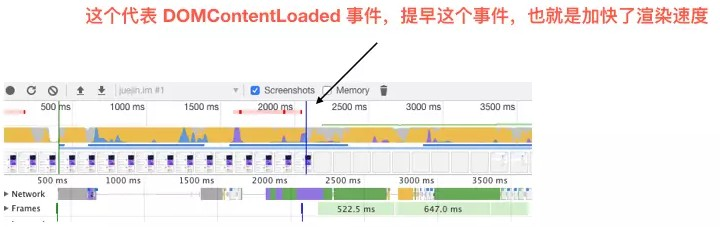 这个代表 DOMContentLoaded 事件，提早这个事件，也就是加快了渲染速度
juejin.im #1 Screenshots Memory
500 ms 1000 ms 1500 ms 2000 ms 2500 ms 3000 ms 3500 ms
500 ms 1000 ms 1500 ms 2000 ms 2500 ms 3000 ms 3500 ms
Network
Frames 522.5 ms 647.0 ms